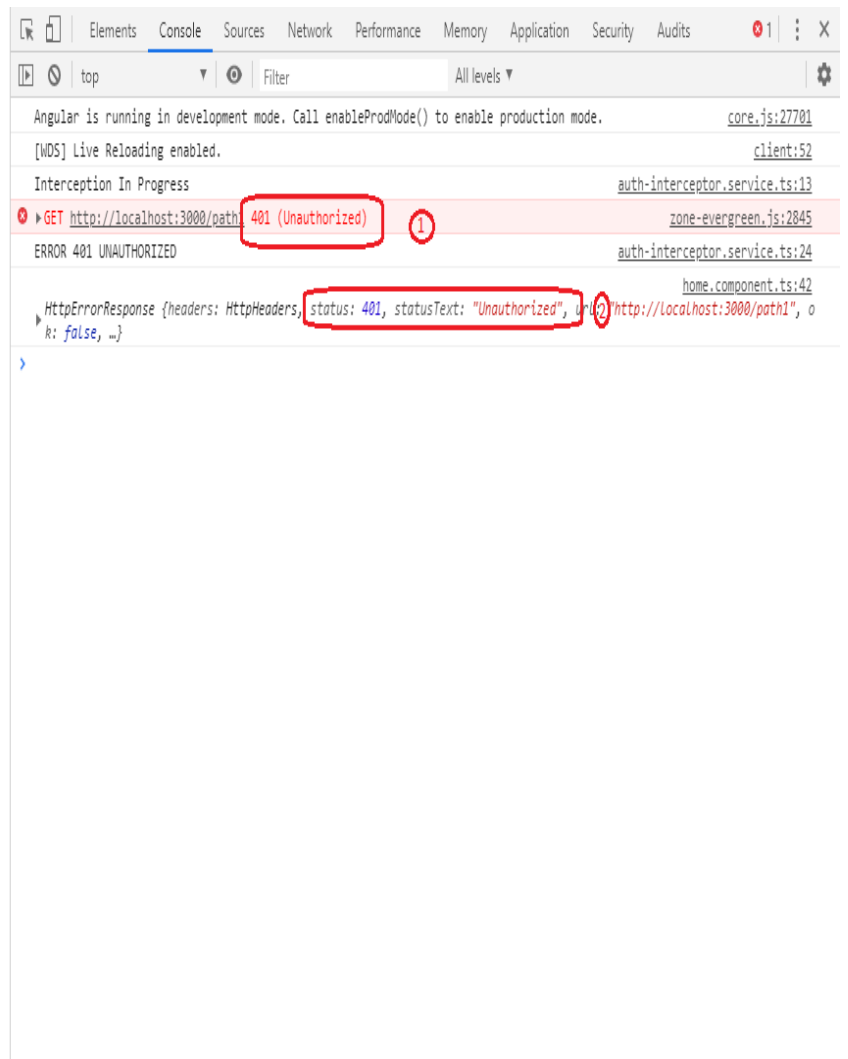 Elements Console Sources Network Performance Memory Application Security Audits 1
top Filter All levels
Angular is running in development mode. Call enableProdMode() to enable production mode. core.js:27701
[WDS] Live Reloading enabled. client:52
Interception In Progress auth-interceptor.service.ts:13
GET http://localhost:3000/path1 401 (Unauthorized) 1 zone-evergreen.js:2845
ERROR 401 UNAUTHORIZED auth-interceptor.service.ts:24
home.component.ts:42
HttpErrorResponse {headers: HttpHeaders, status: 401, statusText: "Unauthorized", url: 2 "http://localhost:3000/path1", o
k: false, …}